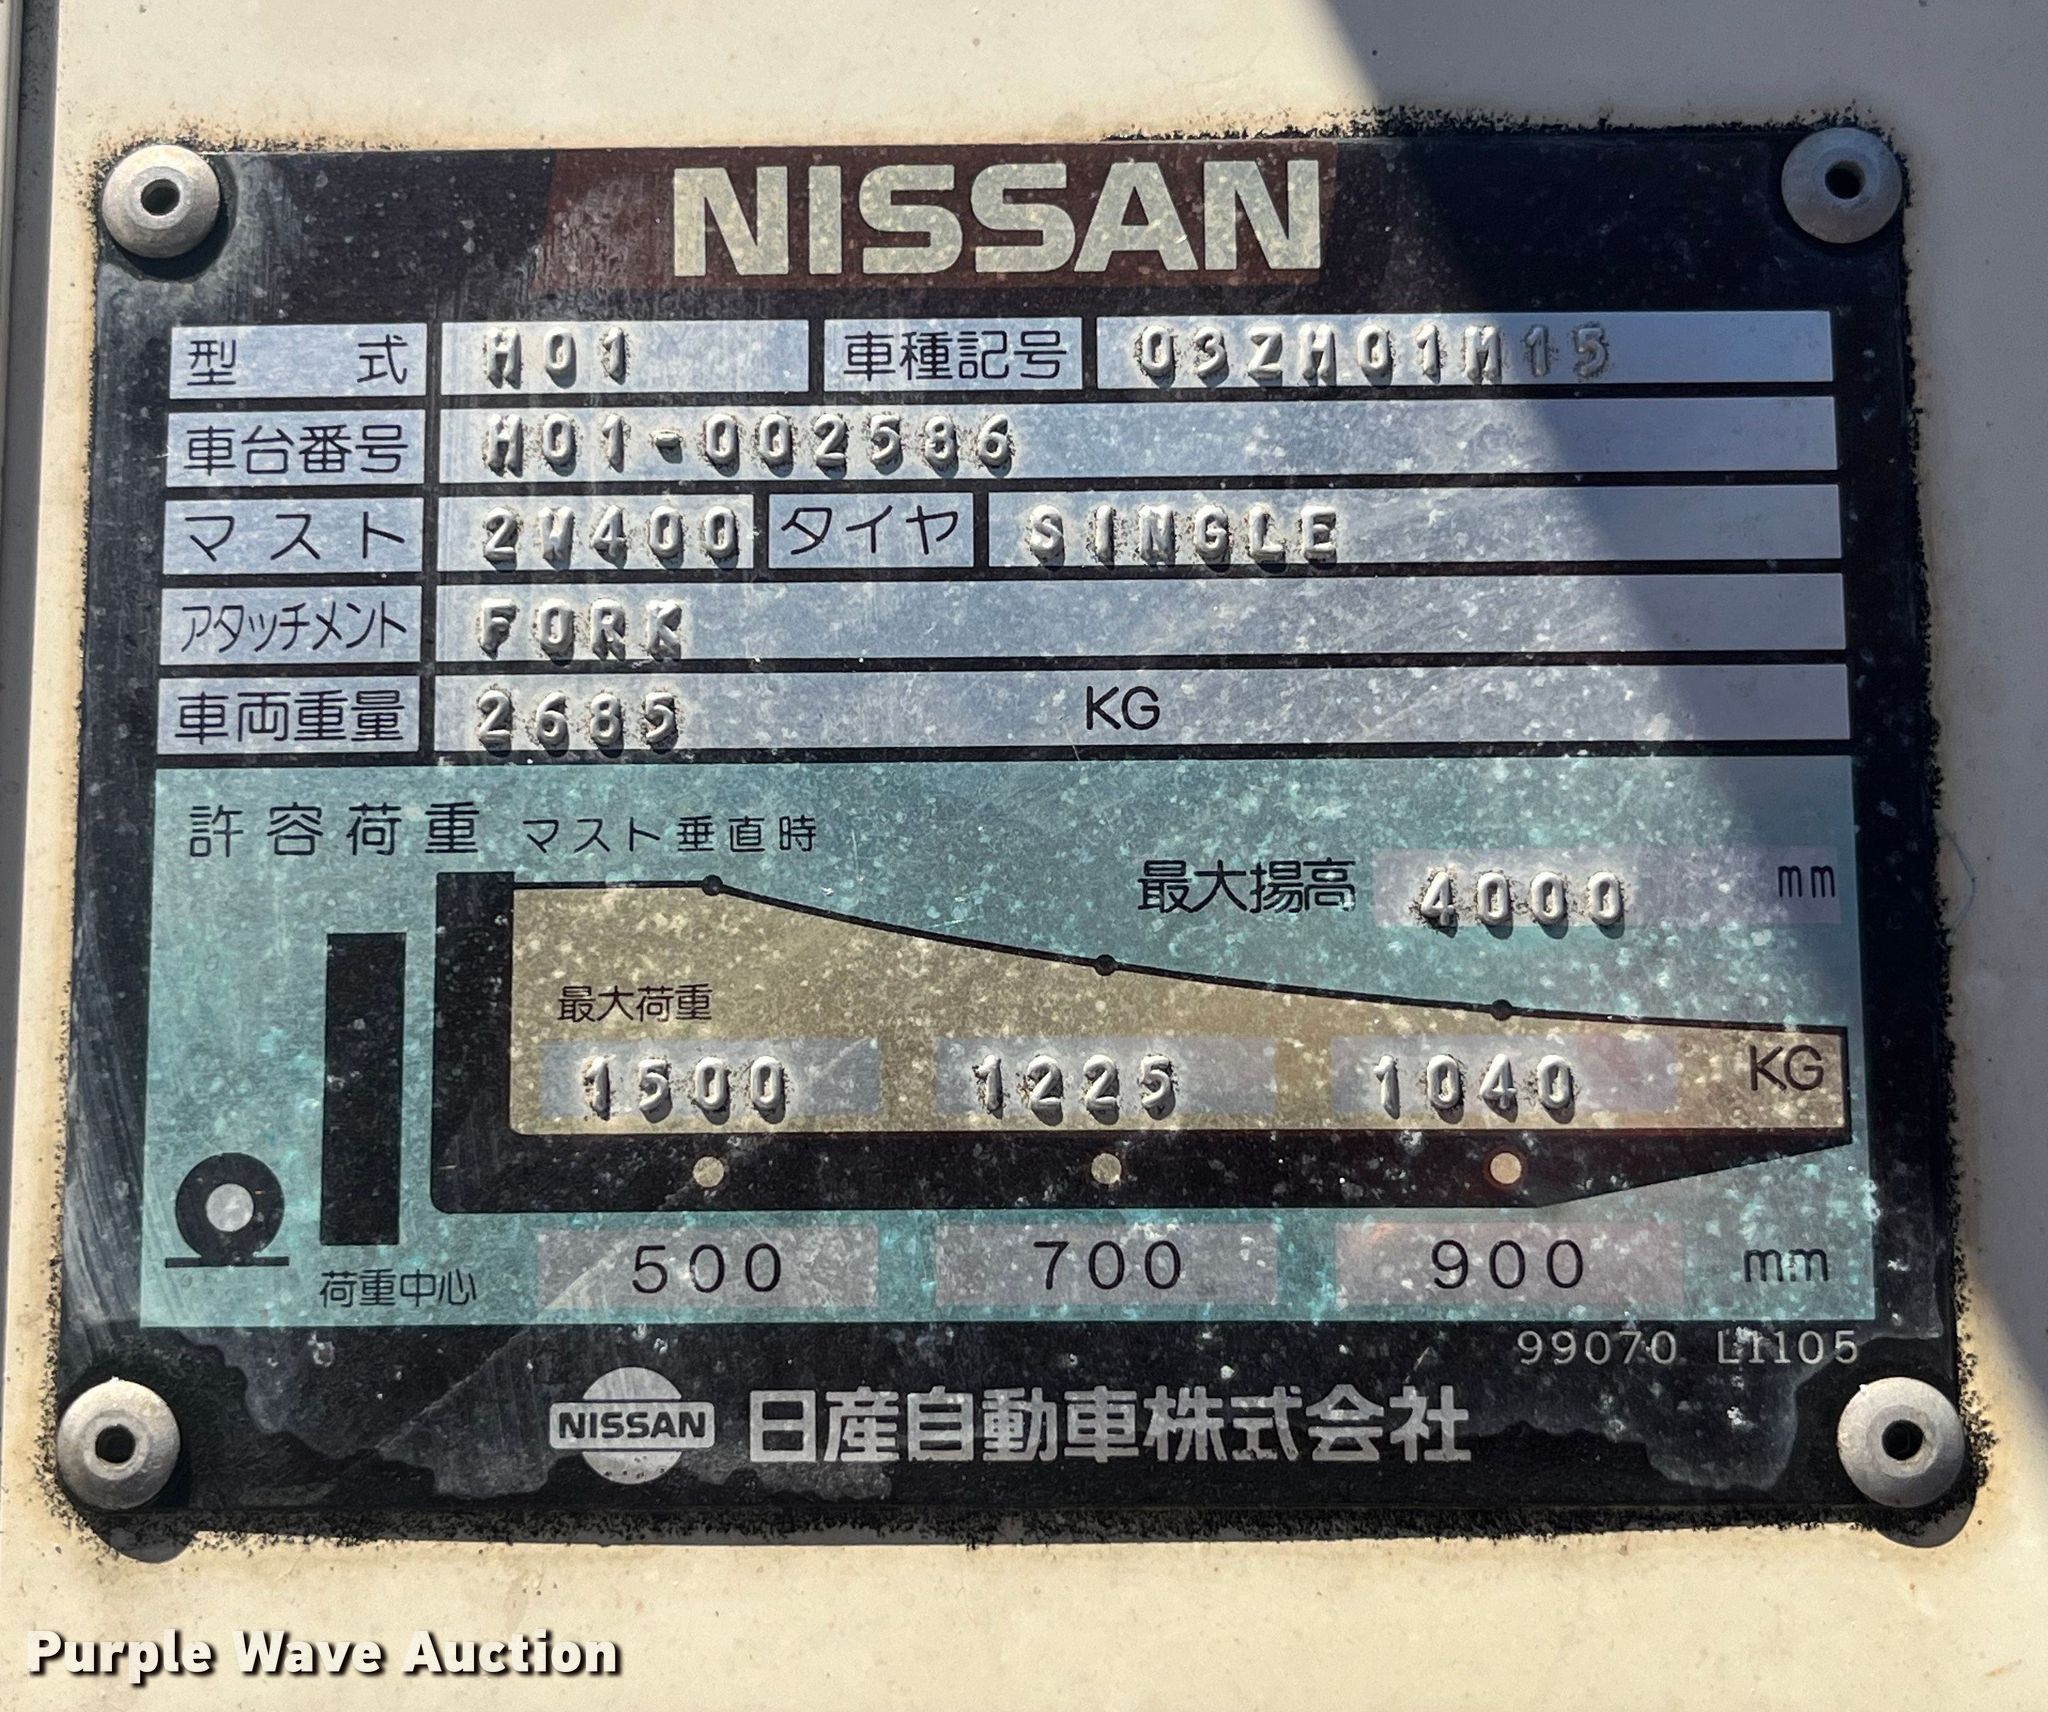 NISSAN
型式 H01 車種記号 03ZH01M15
車台番号 H01-002586
マスト 2W400 タイヤ SINGLE
アタッチメント FORK
車両重量 2685 KG
許容荷重 マスト垂直時
最大揚高 4000 mm
最大荷重
1500 1225 1040 KG
荷重中心 500 700 900 mm
99070 L1105
NISSAN 日産自動車株式会社
Purple Wave Auction